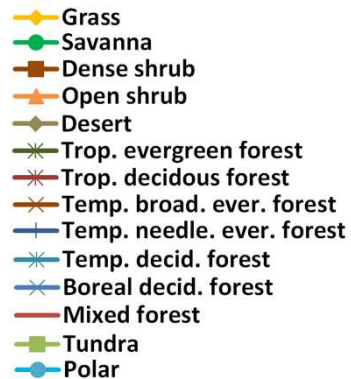 Grass
Savanna
Dense shrub
Open shrub
Desert
Trop. evergreen forest
Trop. decidous forest
Temp. broad. ever. forest
Temp. needle. ever. forest
Temp. decid. forest
Boreal decid. forest
Mixed forest
Tundra
Polar